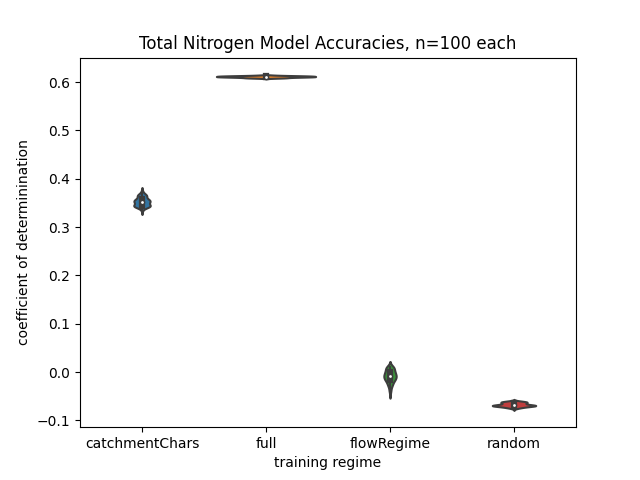 Total Nitrogen Model Accuracies, n=100 each
coefficient of determinination
0.6
0.5
0.4
0.3
0.2
0.1
0.0
−0.1
catchmentChars full flowRegime random
training regime